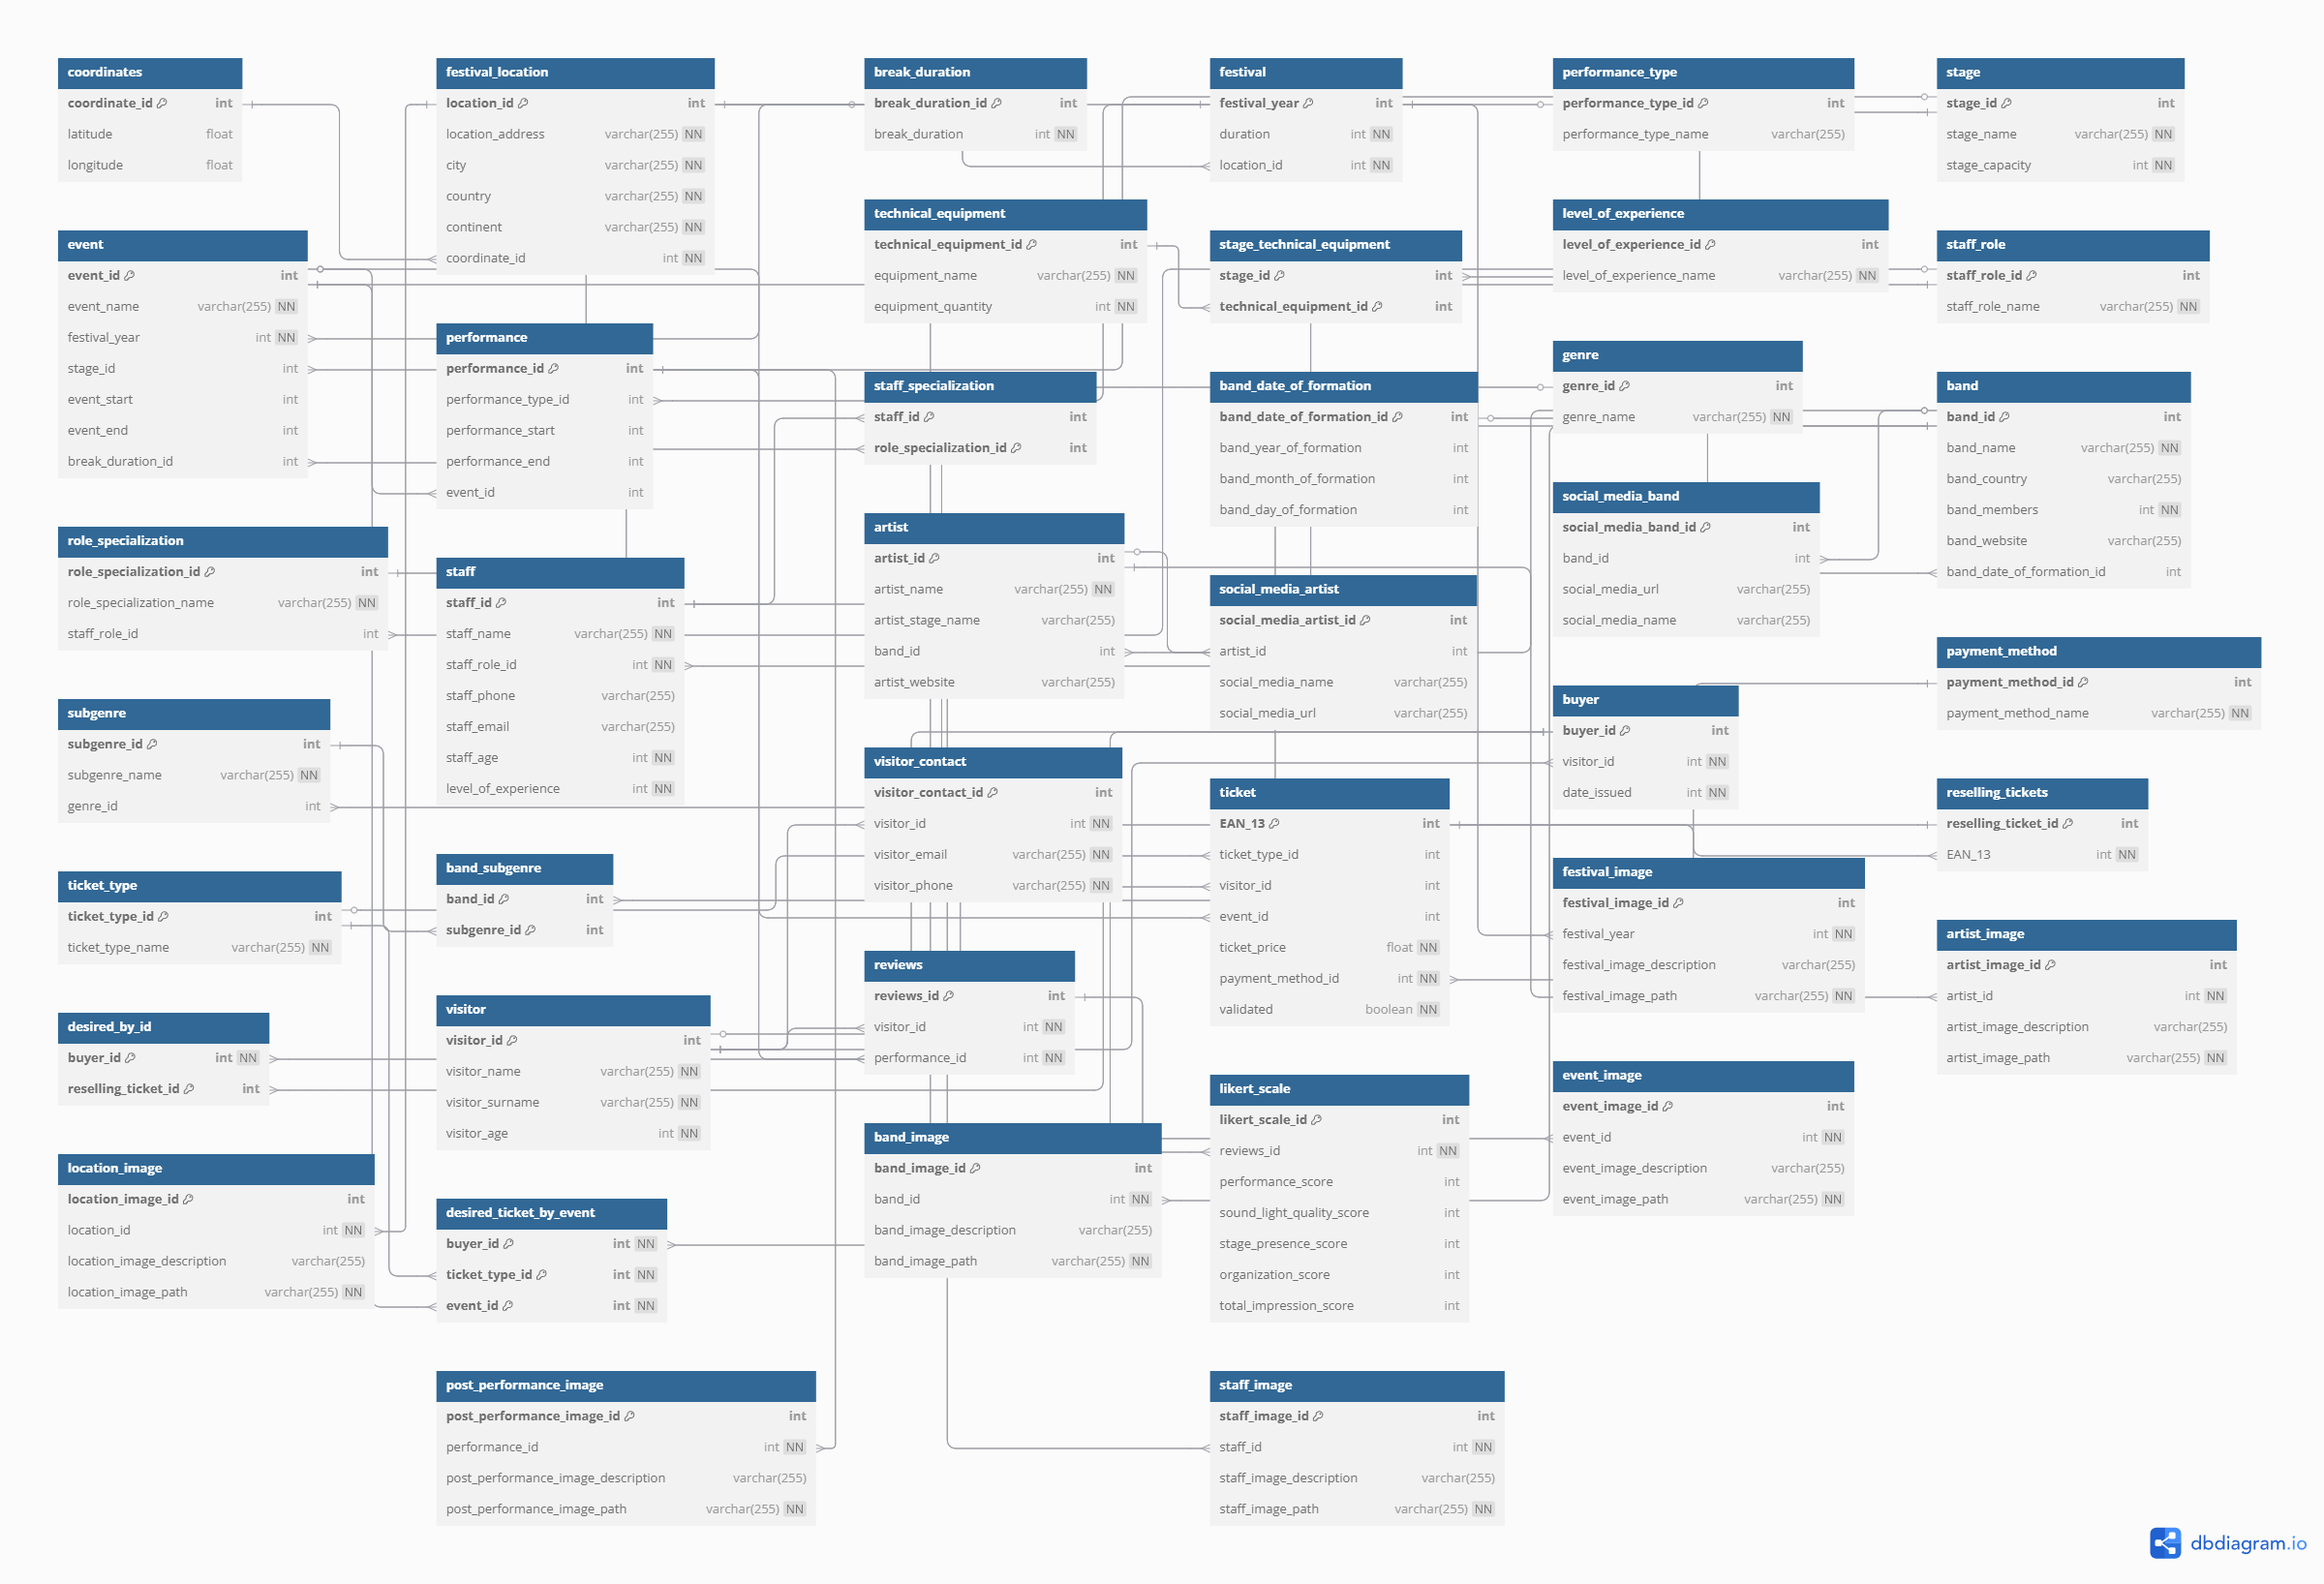 coordinates
coordinate_id int
latitude float
longitude float
event
event_id int
event_name varchar(255) NN
festival_year int NN
stage_id int
event_start int
event_end int
break_duration_id int
role_specialization
role_specialization_id int
role_specialization_name varchar(255) NN
staff_role_id int
subgenre
subgenre_id int
subgenre_name varchar(255) NN
genre_id int
ticket_type
ticket_type_id int
ticket_type_name varchar(255) NN
desired_by_id
buyer_id int NN
reselling_ticket_id int
location_image
location_image_id int
location_id int NN
location_image_description varchar(255)
location_image_path varchar(255) NN
festival_location
location_id int
location_address varchar(255) NN
city varchar(255) NN
country varchar(255) NN
continent varchar(255) NN
coordinate_id int NN
performance
performance_id int
performance_type_id int
performance_start int
performance_end int
event_id int
staff
staff_id int
staff_name varchar(255) NN
staff_role_id int NN
staff_phone varchar(255)
staff_email varchar(255)
staff_age int NN
level_of_experience int NN
band_subgenre
band_id int
subgenre_id int
visitor
visitor_id int
visitor_name varchar(255) NN
visitor_surname varchar(255) NN
visitor_age int NN
desired_ticket_by_event
buyer_id int NN
ticket_type_id int NN
event_id int NN
post_performance_image
post_performance_image_id int
performance_id int NN
post_performance_image_description varchar(255)
post_performance_image_path varchar(255) NN
break_duration
break_duration_id int
break_duration int NN
technical_equipment
technical_equipment_id int
equipment_name varchar(255) NN
equipment_quantity int NN
staff_specialization
staff_id int
role_specialization_id int
artist
artist_id int
artist_name varchar(255) NN
artist_stage_name varchar(255)
band_id int
artist_website varchar(255)
visitor_contact
visitor_contact_id int
visitor_id int NN
visitor_email varchar(255) NN
visitor_phone varchar(255) NN
reviews
reviews_id int
visitor_id int NN
performance_id int NN
band_image
band_image_id int
band_id int NN
band_image_description varchar(255)
band_image_path varchar(255) NN
festival
festival_year int
duration int NN
location_id int NN
stage_technical_equipment
stage_id int
technical_equipment_id int
band_date_of_formation
band_date_of_formation_id int
band_year_of_formation int
band_month_of_formation int
band_day_of_formation int
social_media_artist
social_media_artist_id int
artist_id int
social_media_name varchar(255)
social_media_url varchar(255)
ticket
EAN_13 int
ticket_type_id int
visitor_id int
event_id int
ticket_price float NN
payment_method_id int NN
validated boolean NN
likert_scale
likert_scale_id int
reviews_id int NN
performance_score int
sound_light_quality_score int
stage_presence_score int
organization_score int
total_impression_score int
staff_image
staff_image_id int
staff_id int NN
staff_image_description varchar(255)
staff_image_path varchar(255) NN
performance_type
performance_type_id int
performance_type_name varchar(255)
level_of_experience
level_of_experience_id int
level_of_experience_name varchar(255) NN
genre
genre_id int
genre_name varchar(255) NN
social_media_band
social_media_band_id int
band_id int
social_media_url varchar(255)
social_media_name varchar(255)
buyer
buyer_id int
visitor_id int NN
date_issued int NN
festival_image
festival_image_id int
festival_year int NN
festival_image_description varchar(255)
festival_image_path varchar(255) NN
event_image
event_image_id int
event_id int NN
event_image_description varchar(255)
event_image_path varchar(255) NN
stage
stage_id int
stage_name varchar(255) NN
stage_capacity int NN
staff_role
staff_role_id int
staff_role_name varchar(255) NN
band
band_id int
band_name varchar(255) NN
band_country varchar(255)
band_members int NN
band_website varchar(255)
band_date_of_formation_id int
payment_method
payment_method_id int
payment_method_name varchar(255) NN
reselling_tickets
reselling_ticket_id int
EAN_13 int NN
artist_image
artist_image_id int
artist_id int NN
artist_image_description varchar(255)
artist_image_path varchar(255) NN
dbdiagram.io